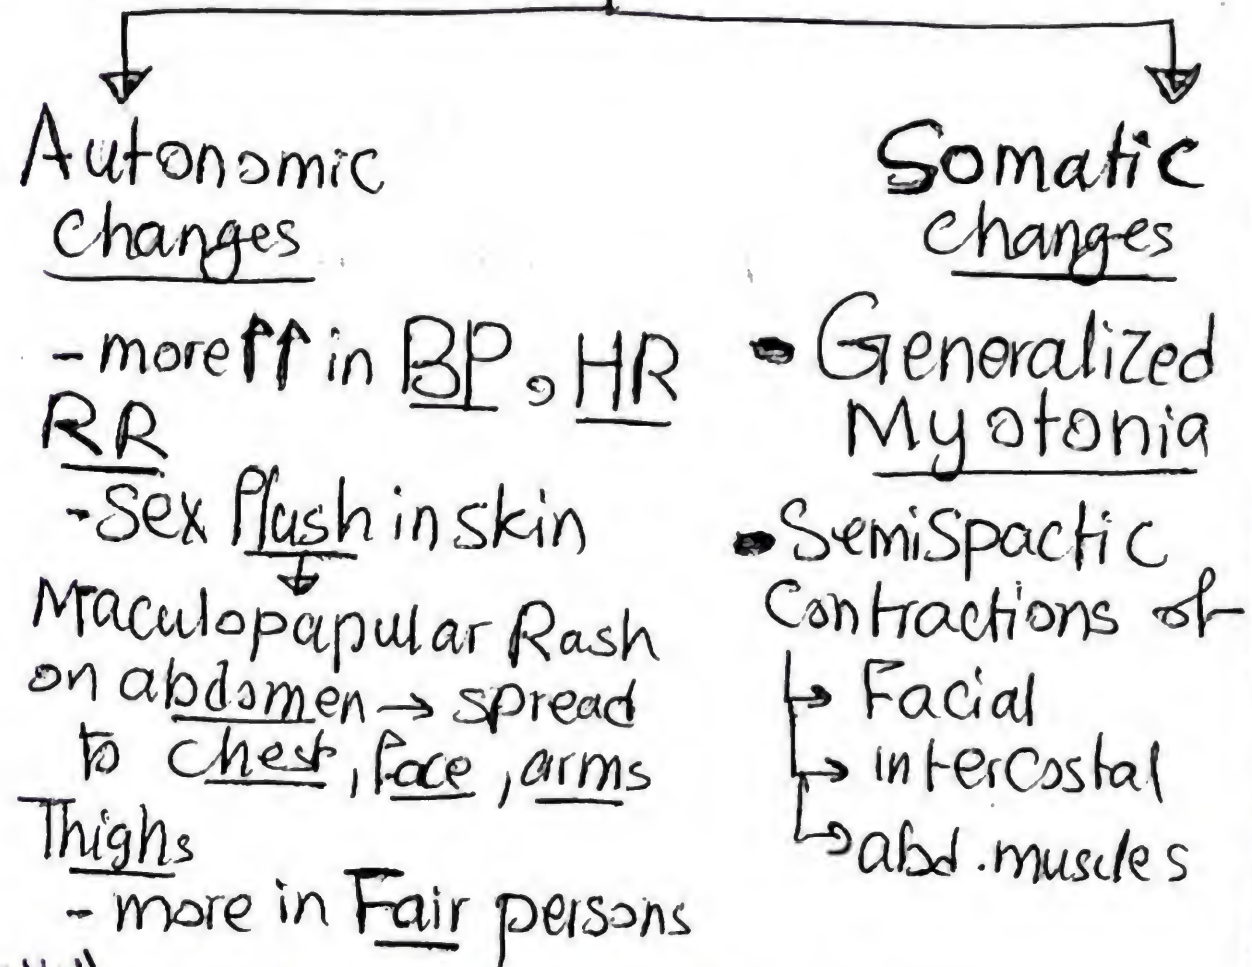 Autonomic
changes
- more ↑↑ in BP, HR
RR
- Sex flush in skin
Maculopapular Rash
on abdomen → spread
to chest, face, arms
Thighs
- more in Fair persons
Somatic
changes
• Generalized
Myotonia
• Semispactic
Contractions of
→ Facial
→ intercostal
→ abd. muscles